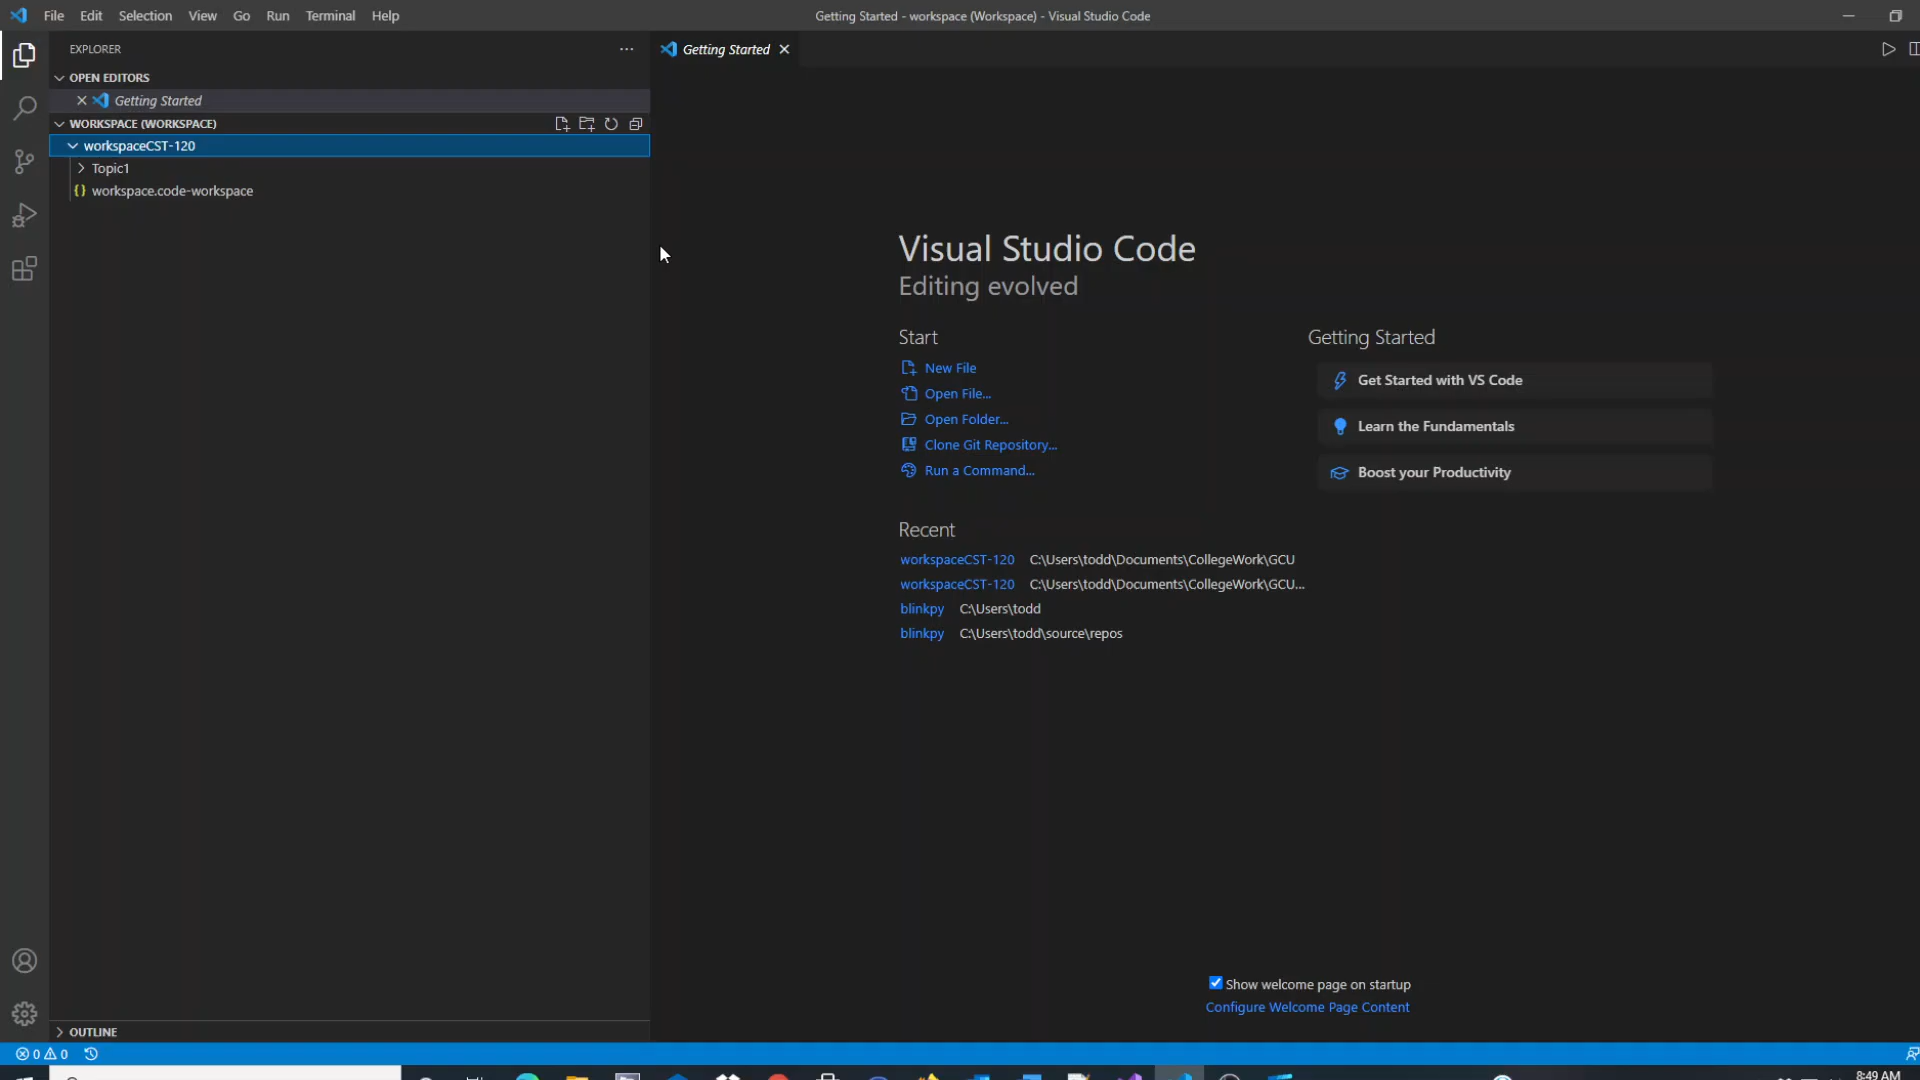 File Edit Selection View Go Run Terminal Help
Getting Started - workspace (Workspace) - Visual Studio Code
EXPLORER
Getting Started
OPEN EDITORS
Getting Started
WORKSPACE (WORKSPACE)
workspaceCST-120
Topic1
{} workspace.code-workspace
Visual Studio Code
Editing evolved
Start
New File
Open File...
Open Folder...
Clone Git Repository...
Run a Command...
Getting Started
Get Started with VS Code
Learn the Fundamentals
Boost your Productivity
Recent
workspaceCST-120 C:\Users\todd\Documents\CollegeWork\GCU
workspaceCST-120 C:\Users\todd\Documents\CollegeWork\GCU...
blinkpy C:\Users\todd
blinkpy C:\Users\todd\source\repos
Show welcome page on startup
Configure Welcome Page Content
OUTLINE
0 0
8:49 AM